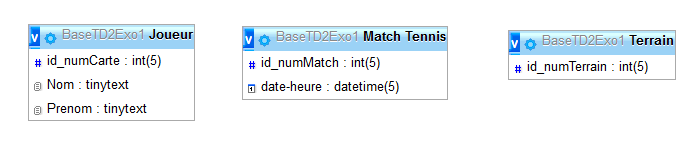 v BaseTD2Exo1 Joueur
# id_numCarte : int(5)
Nom : tinytext
Prenom : tinytext
v BaseTD2Exo1 Match Tennis
# id_numMatch : int(5)
date-heure : datetime(5)
v BaseTD2Exo1 Terrain
# id_numTerrain : int(5)